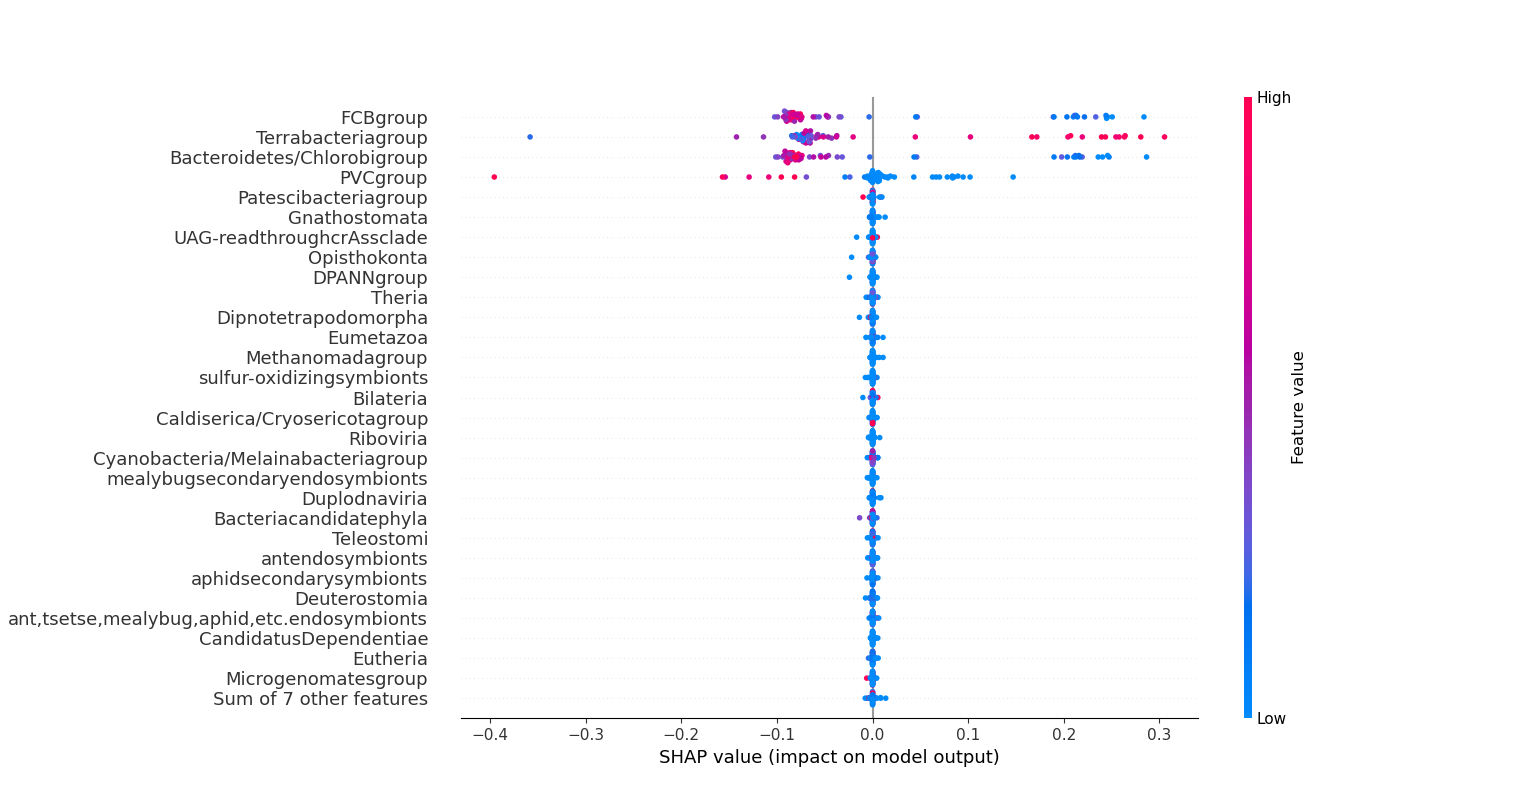 High
FCBgroup
Terrabacteriagroup
Bacteroidetes/Chlorobigroup
PVCgroup
Patescibacteriagroup
Gnathostomata
UAG-readthroughcrAssclade
Opisthokonta
DPANNgroup
Theria
Dipnotetrapodomorpha
Eumetazoa
Methanomadagroup
sulfur-oxidizingsymbionts
Bilateria
Caldiserica/Cryosericotagroup
Riboviria
Cyanobacteria/Melainabacteriagroup
mealybugsecondaryendosymbionts
Duplodnaviria
Bacteriacandidatephyla
Teleostomi
antendosymbionts
aphidsecondarysymbionts
Deuterostomia
ant,tsetse,mealybug,aphid,etc.endosymbionts
CandidatusDependentiae
Eutheria
Microgenomatesgroup
Sum of 7 other features
Feature value
Low
−0.4 −0.3 −0.2 −0.1 0.0 0.1 0.2 0.3
SHAP value (impact on model output)